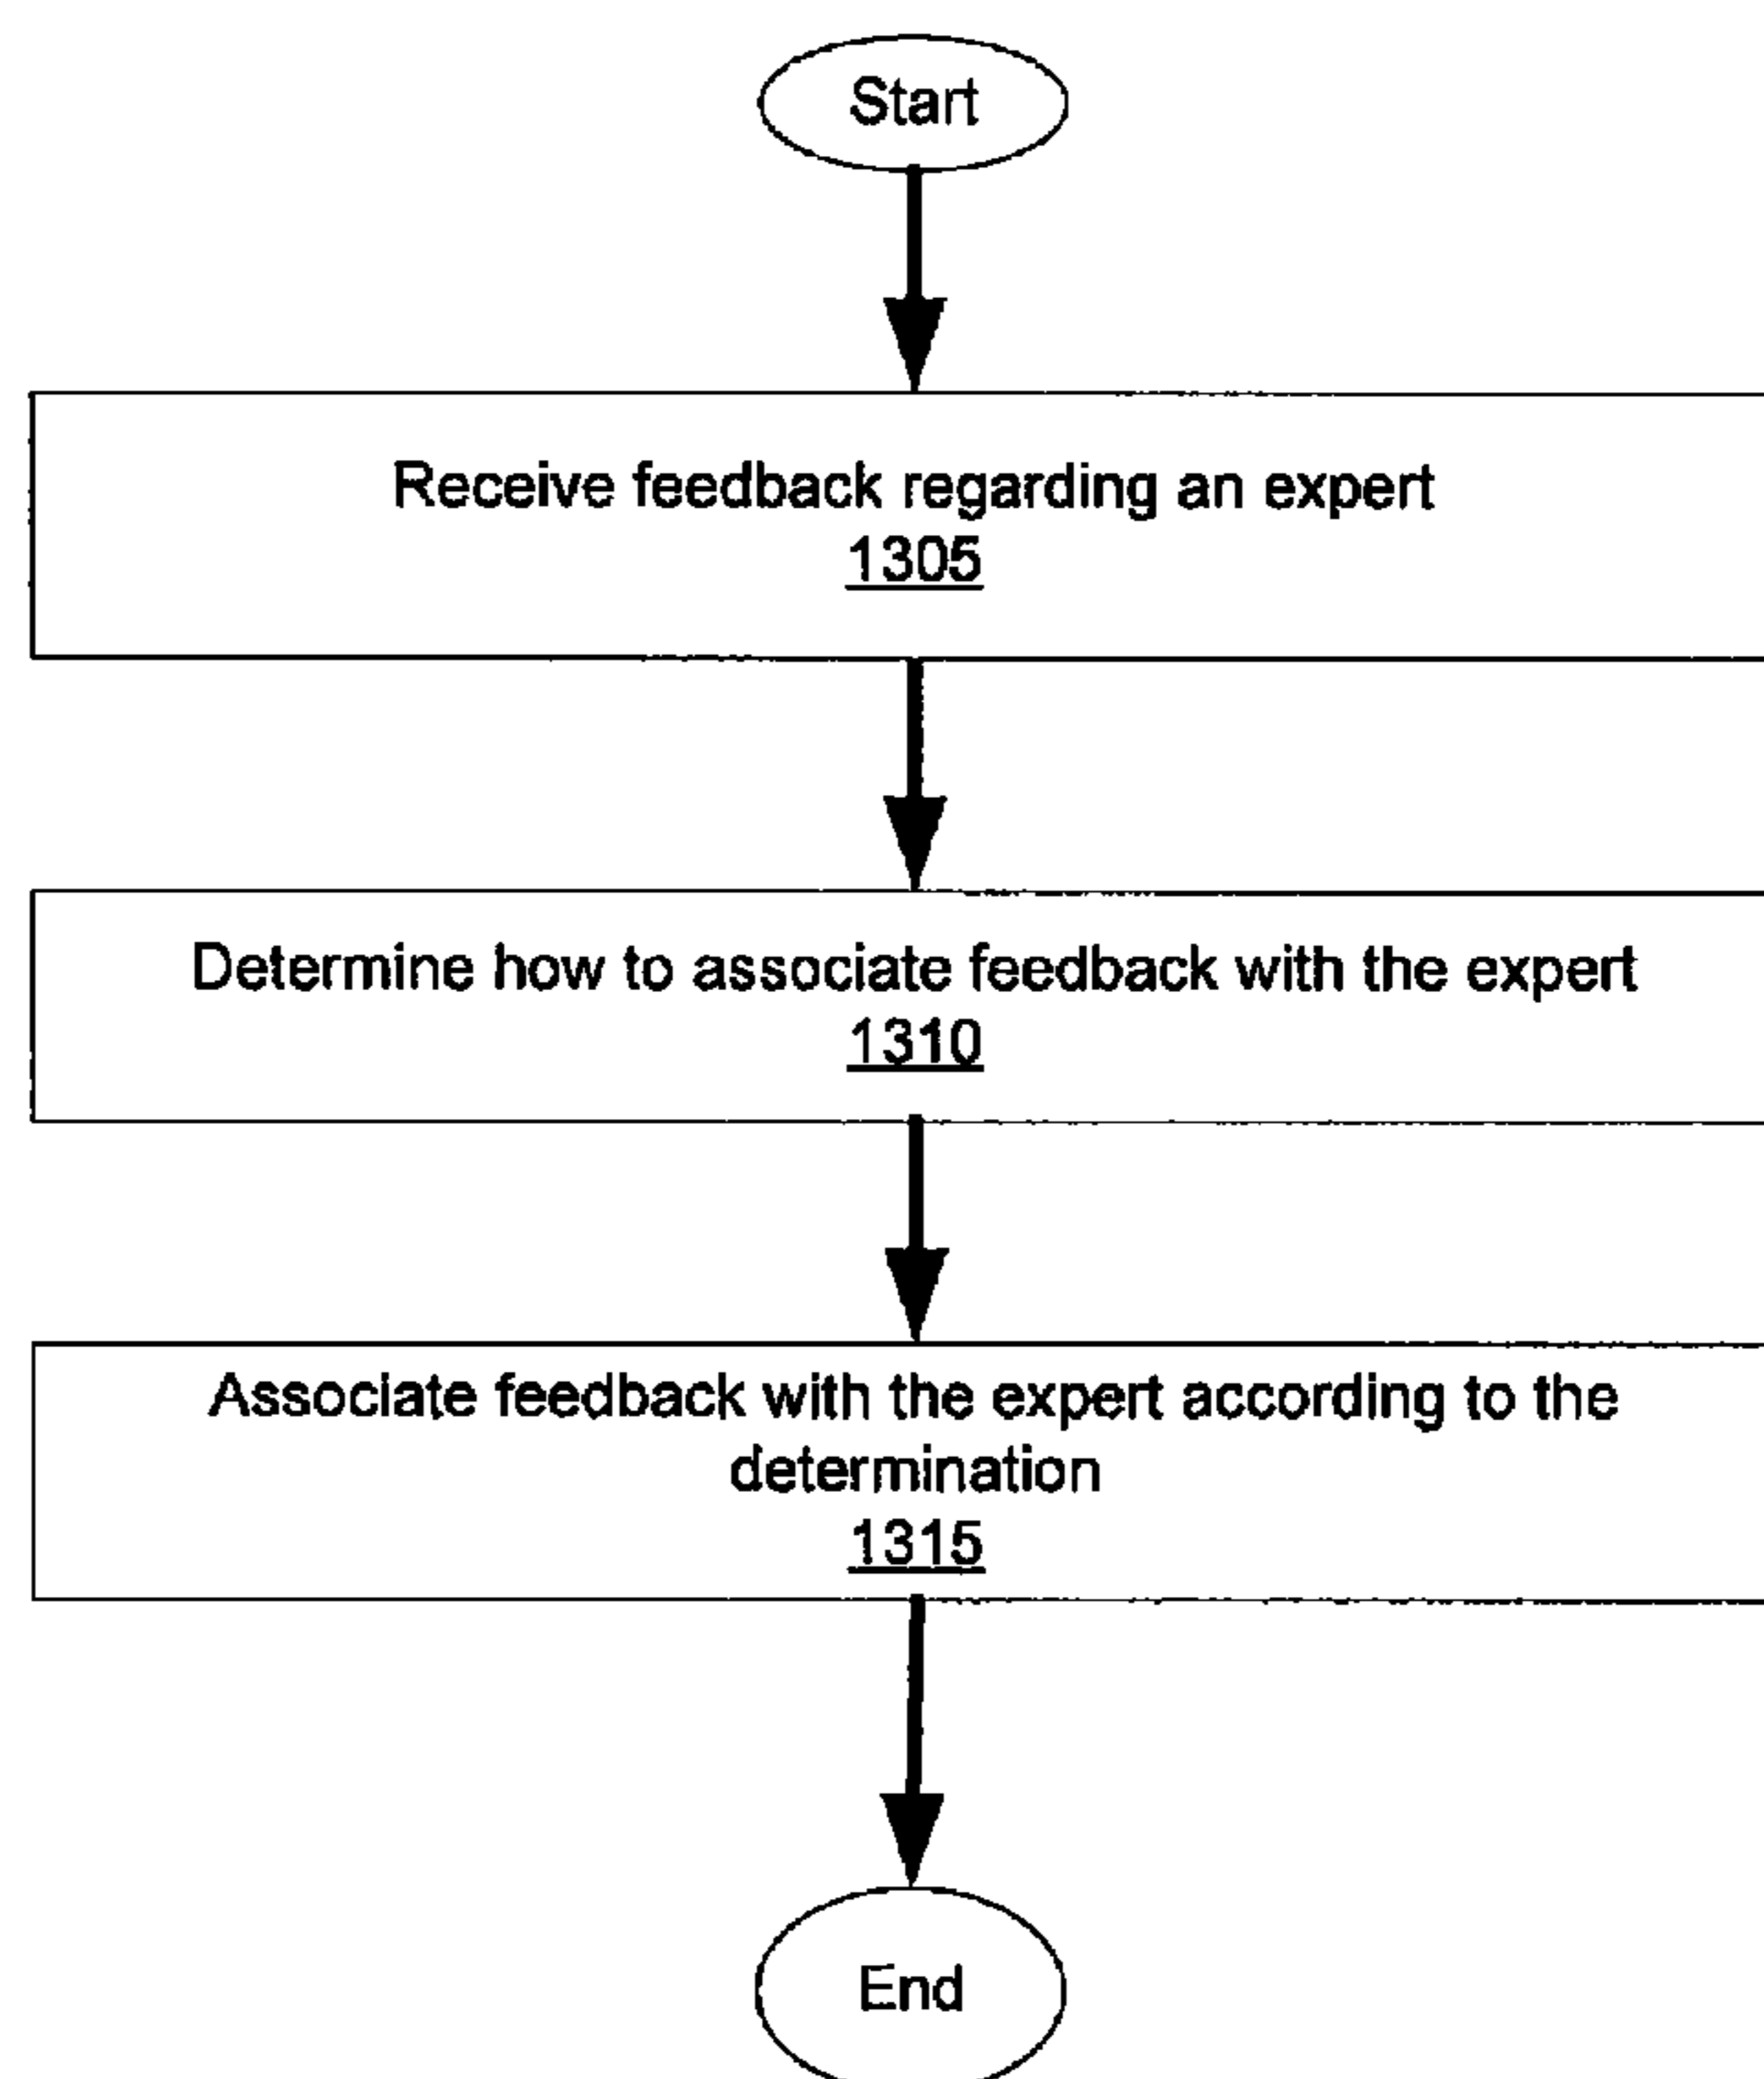 Start
Receive feedback regarding an expert
1305
Determine how to associate feedback with the expert
1310
Associate feedback with the expert according to the
determination
1315
End